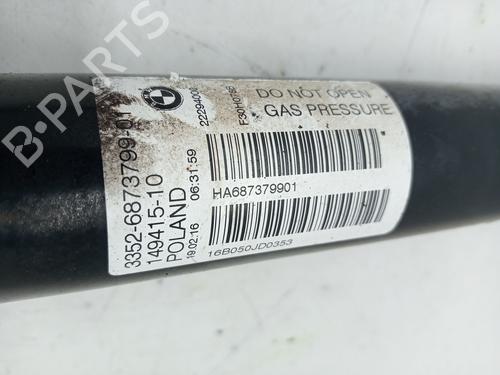 DO NOT OPEN
GAS PRESSURE
HA687379901
16B050JD0353
3352-6873799-01
149415-10
POLAND
19.02.16 06:31:59
BMW
B-PARTS